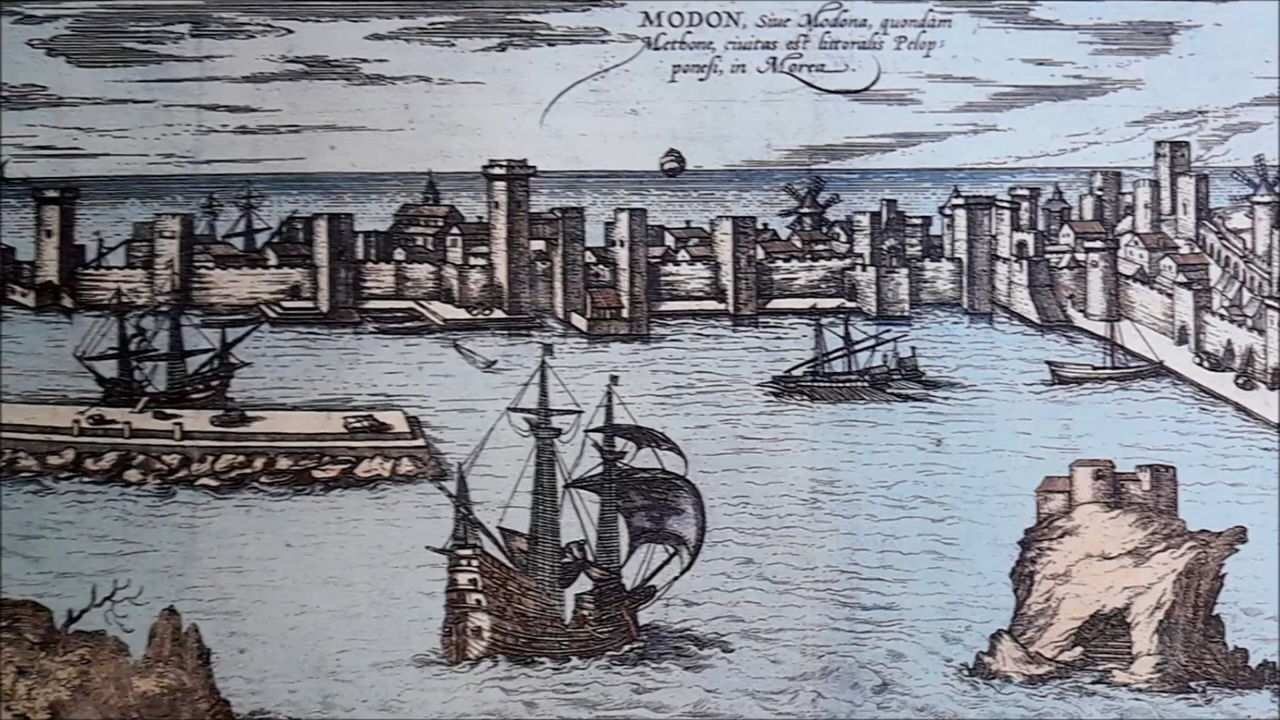 MODON, Siue Modona, quondam
Methone, ciuitas est littoralis Pelop:
ponesi, in Morea.